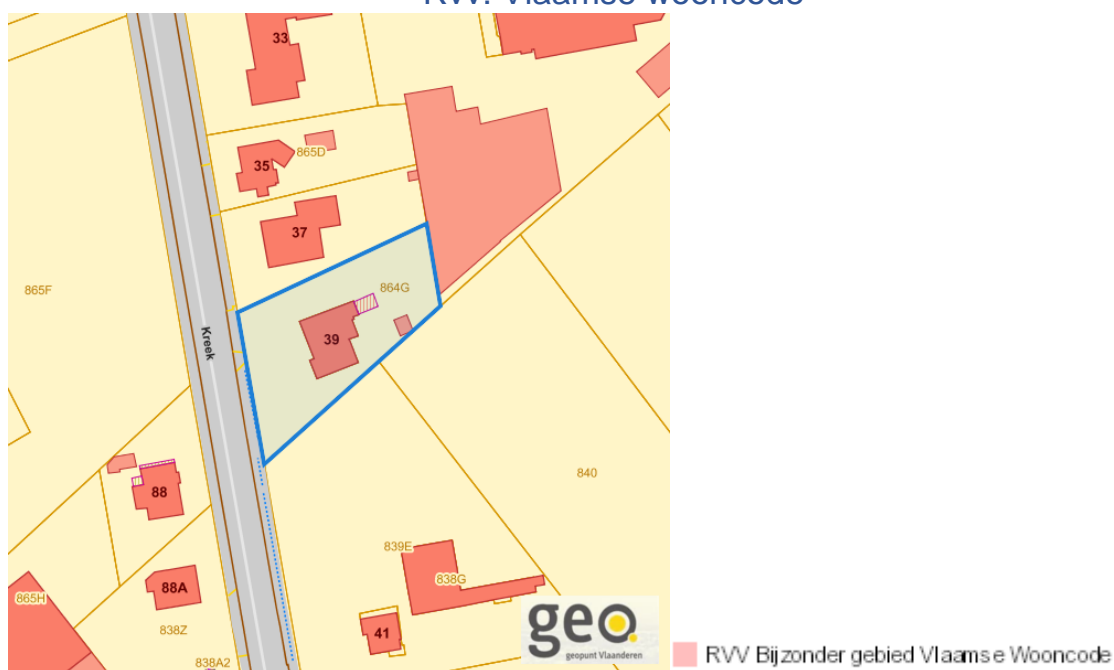 RVV: Vlaamse wooncode
33
35
865D
37
865F
864G
39
Kreek
840
88
839E
838G
88A
865H
838Z
41
838A2
geo
geopunt Vlaanderen
RVV Bijzonder gebied Vlaamse Wooncode